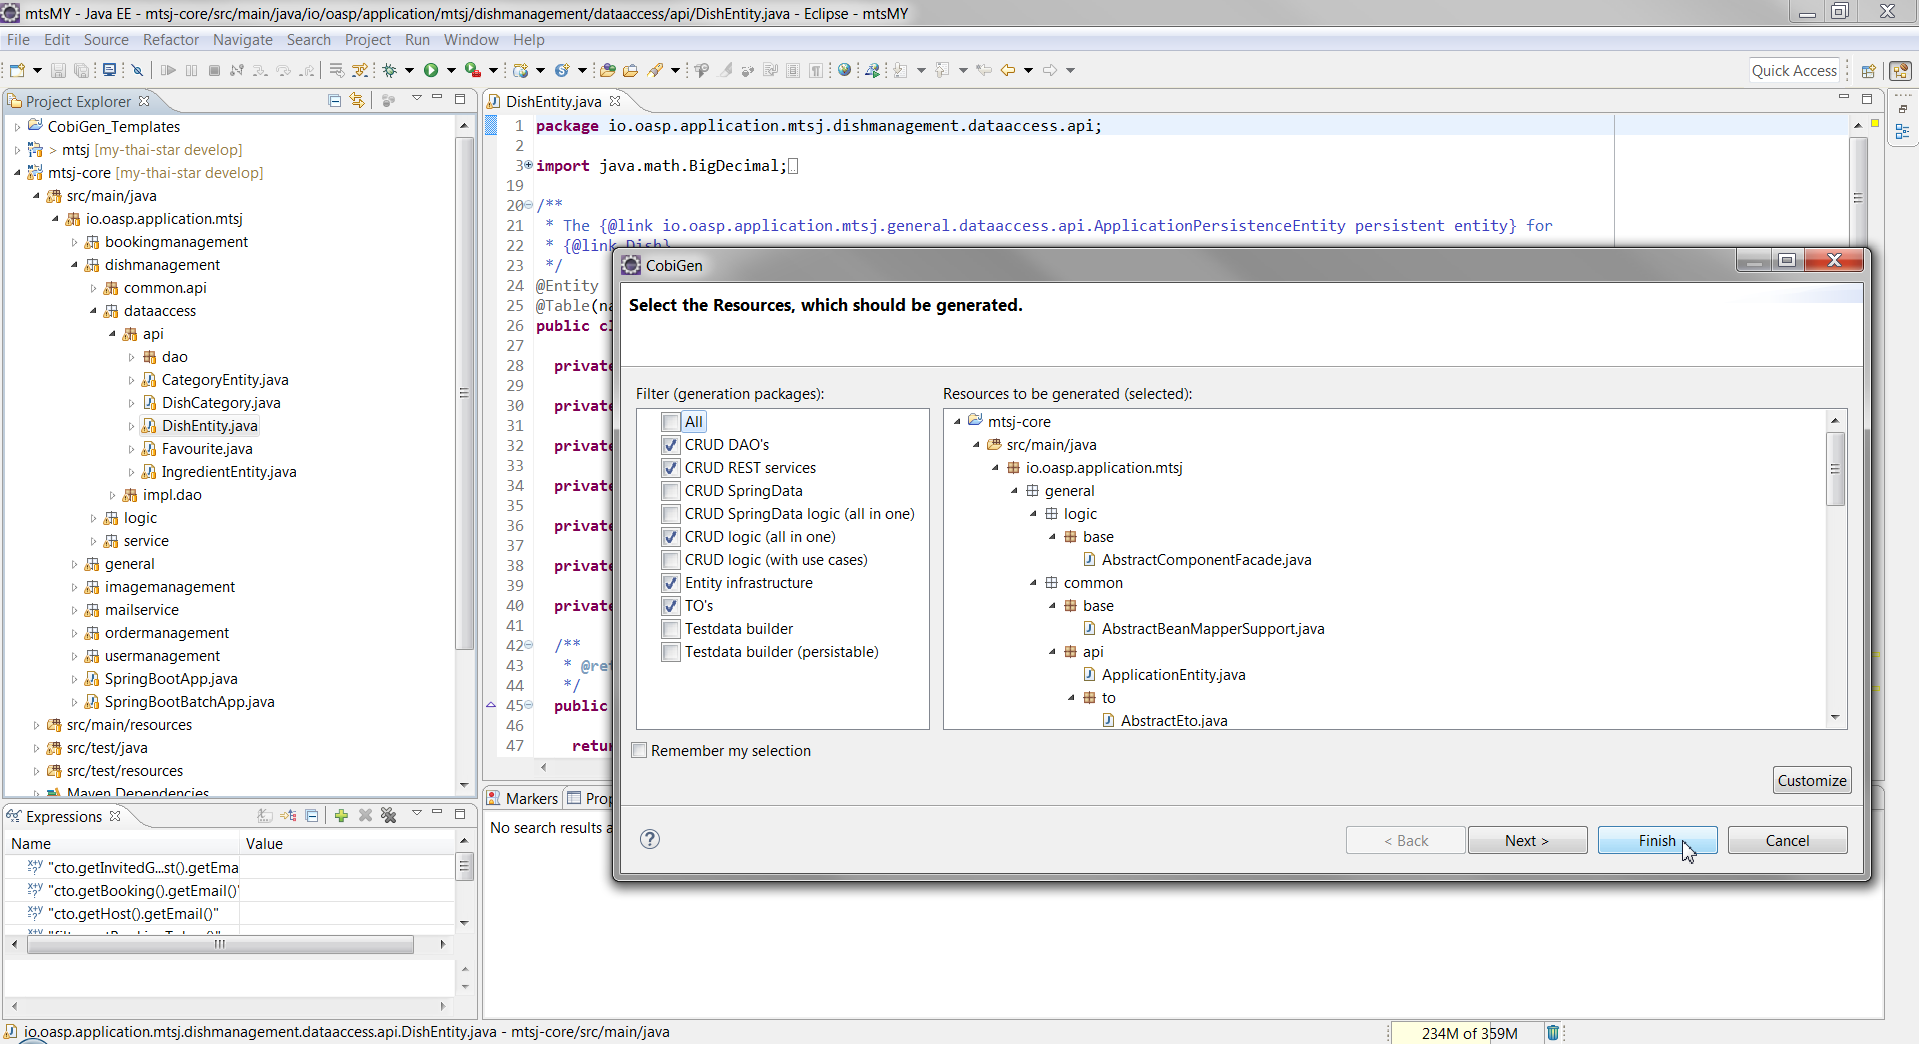 mtsMY - Java EE - mtsj-core/src/main/java/io/oasp/application/mtsj/dishmanagement/dataaccess/api/DishEntity.java - Eclipse - mtsMY
File Edit Source Refactor Navigate Search Project Run Window Help
Quick Access
Project Explorer
CobiGen_Templates
> mtsj [my-thai-star develop]
mtsj-core [my-thai-star develop]
src/main/java
io.oasp.application.mtsj
bookingmanagement
dishmanagement
common.api
dataaccess
api
dao
CategoryEntity.java
DishCategory.java
DishEntity.java
Favourite.java
IngredientEntity.java
impl.dao
logic
service
general
imagemanagement
mailservice
ordermanagement
usermanagement
SpringBootApp.java
SpringBootBatchApp.java
src/main/resources
src/test/java
src/test/resources
Maven Dependencies
DishEntity.java
1 package io.oasp.application.mtsj.dishmanagement.dataaccess.api;
2
3 import java.math.BigDecimal;
19
20 /**
21 * The {@link io.oasp.application.mtsj.general.dataaccess.api.ApplicationPersistenceEntity persistent entity} for
22 * {@link Dish}
23 */
24 @Entity
25 @Table(na
26 public cl
27
28 private
29
30 private
31
32 private
33
34 private
35
36 private
37
38 private
39
40 private
41
42 /**
43 * @ret
44 */
45 public
46
47 retur
CobiGen
Select the Resources, which should be generated.
Filter (generation packages):
All
CRUD DAO's
CRUD REST services
CRUD SpringData
CRUD SpringData logic (all in one)
CRUD logic (all in one)
CRUD logic (with use cases)
Entity infrastructure
TO's
Testdata builder
Testdata builder (persistable)
Resources to be generated (selected):
mtsj-core
src/main/java
io.oasp.application.mtsj
general
logic
base
AbstractComponentFacade.java
common
base
AbstractBeanMapperSupport.java
api
ApplicationEntity.java
to
AbstractEto.java
Remember my selection
Customize
< Back Next > Finish Cancel
Markers Prop
No search results a
Expressions
Name Value
"cto.getInvitedG...st().getEma
"cto.getBooking().getEmail()"
"cto.getHost().getEmail()"
io.oasp.application.mtsj.dishmanagement.dataaccess.api.DishEntity.java - mtsj-core/src/main/java
234M of 359M